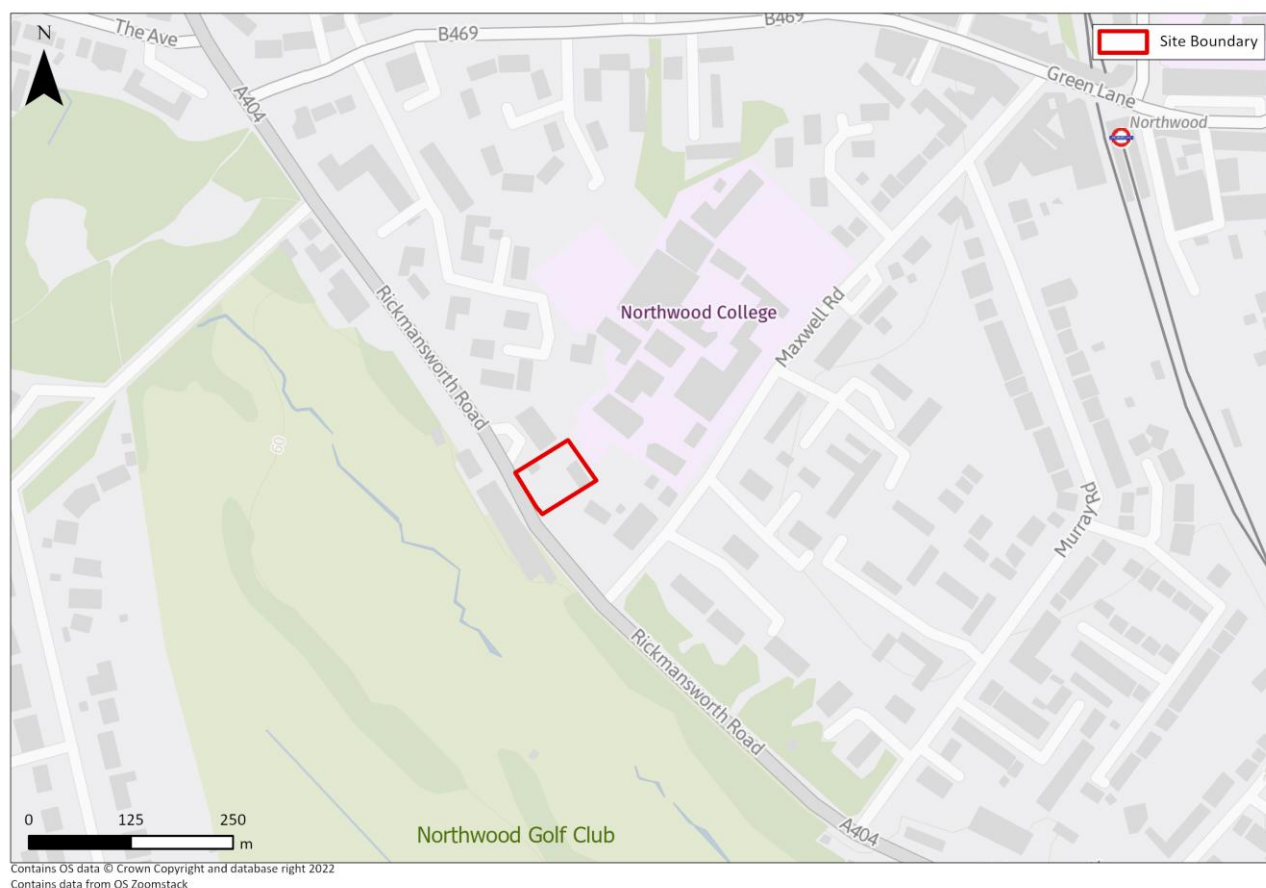 The Ave
B469
B469
Site Boundary
N
A404
Green Lane
Northwood
Rickmansworth Road
Northwood College
Maxwell Rd
60
Murray Rd
Rickmansworth Road
0 125 250
m
Northwood Golf Club
A404
Contains OS data © Crown Copyright and database right 2022
Contains data from OS Zoomstack